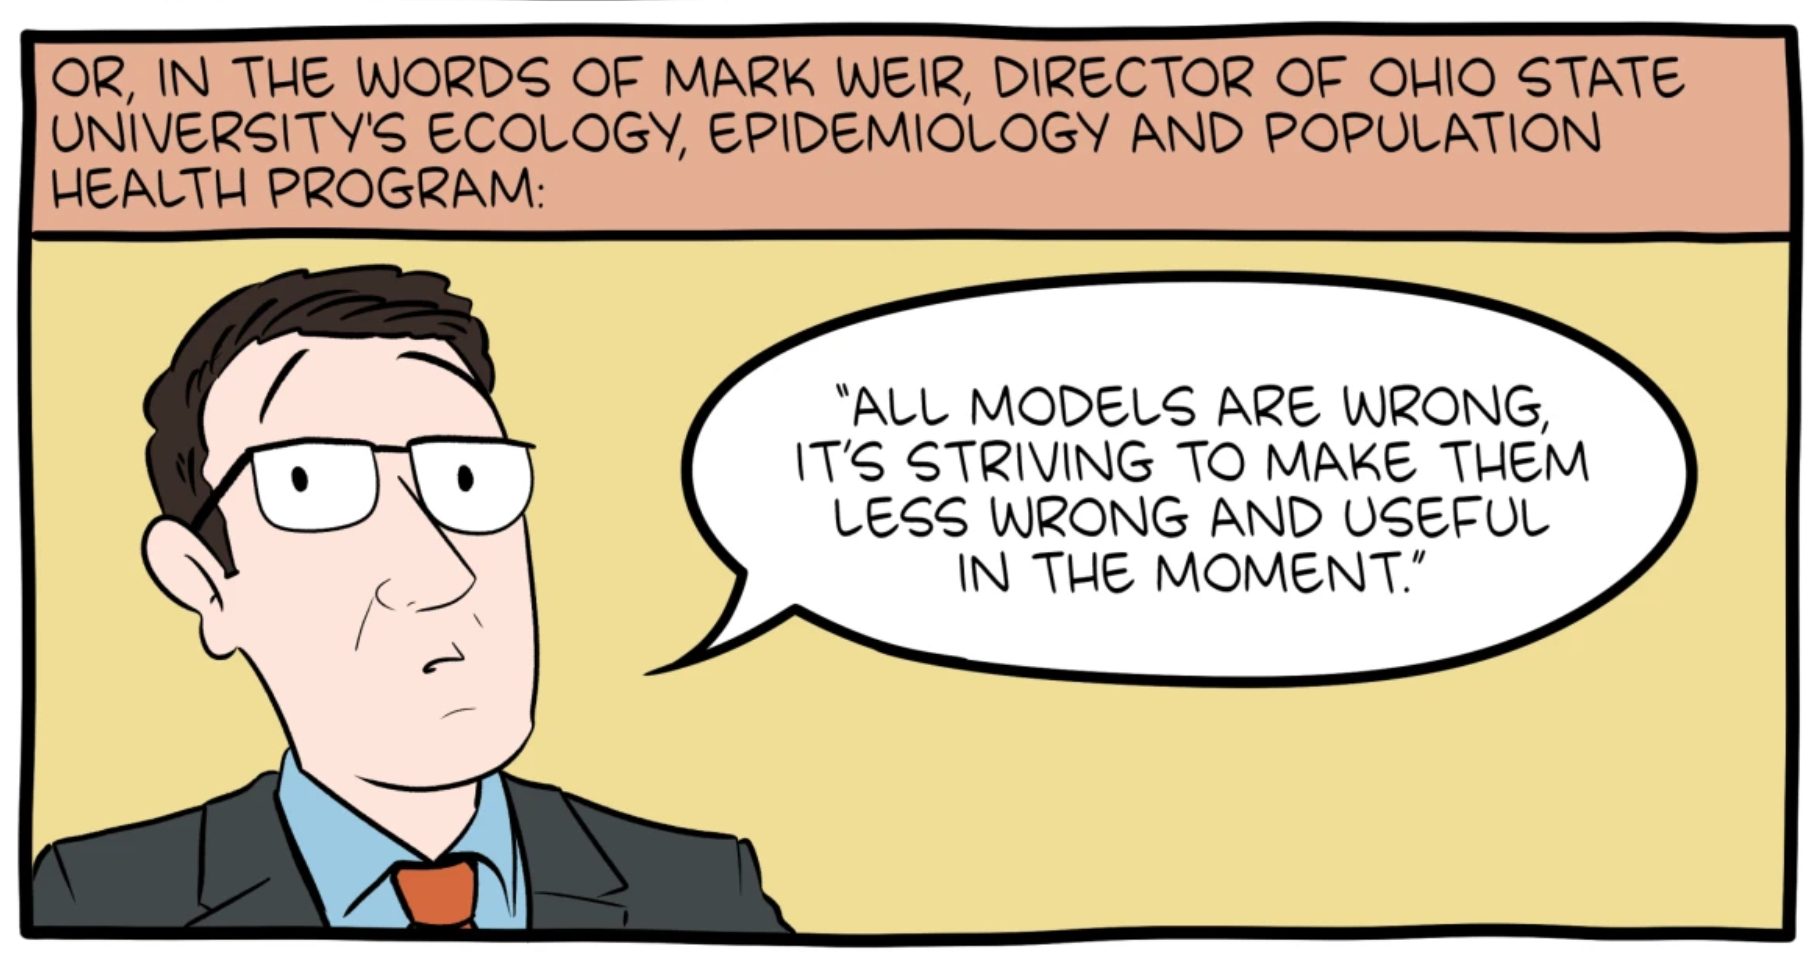 OR, IN THE WORDS OF MARK WEIR, DIRECTOR OF OHIO STATE
UNIVERSITY'S ECOLOGY, EPIDEMIOLOGY AND POPULATION
HEALTH PROGRAM:
"ALL MODELS ARE WRONG,
IT'S STRIVING TO MAKE THEM
LESS WRONG AND USEFUL
IN THE MOMENT."